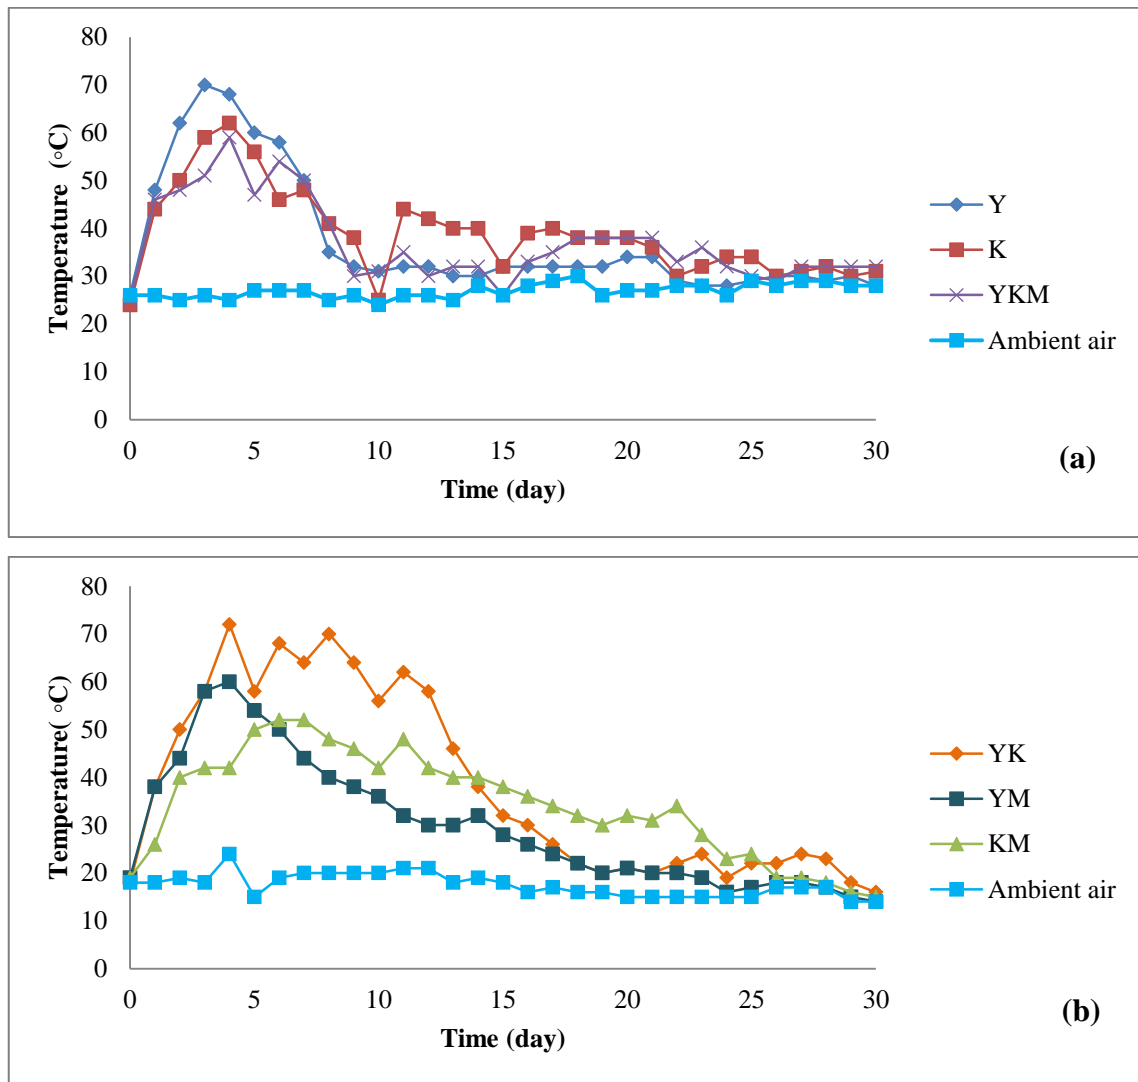 80
70
60
50
40
30
20
10
0
Temperature (°C)
0 5 10 15 20 25 30
Time (day)
Y
K
YKM
Ambient air
(a)
80
70
60
50
40
30
20
10
0
Temperature( °C)
0 5 10 15 20 25 30
Time (day)
YK
YM
KM
Ambient air
(b)